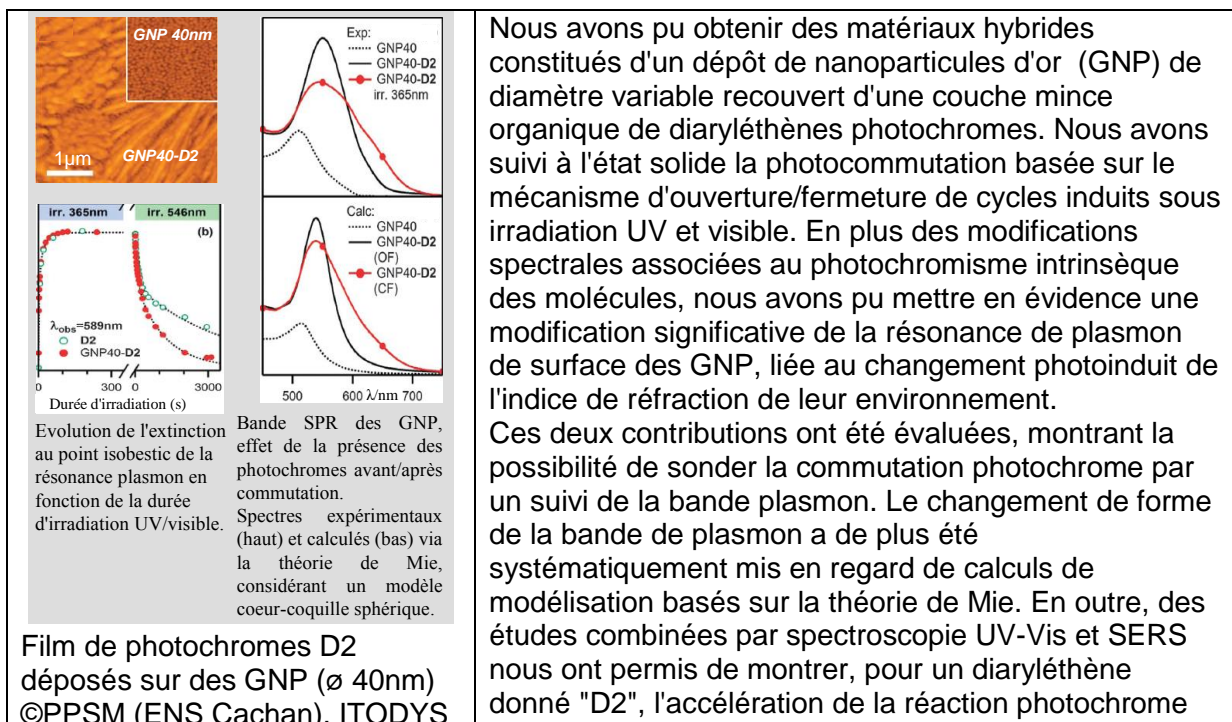 GNP 40nm
1µm
GNP40-D2
Exp:
GNP40
GNP40-D2
GNP40-D2
irr. 365nm
irr. 365nm
irr. 546nm
(b)
λobs=589nm
D2
GNP40-D2
0
300
0
3000
Durée d'irradiation (s)
Calc:
GNP40
GNP40-D2
(OF)
GNP40-D2
(CF)
500
600 λ/nm 700
Evolution de l'extinction
au point isobestic de la
résonance plasmon en
fonction de la durée
d'irradiation UV/visible.
Bande SPR des GNP,
effet de la présence des
photochromes avant/après
commutation.
Spectres expérimentaux
(haut) et calculés (bas) via
la théorie de Mie,
considérant un modèle
coeur-coquille sphérique.
Film de photochromes D2
déposés sur des GNP (ø 40nm)
©PPSM (ENS Cachan), ITODYS
Nous avons pu obtenir des matériaux hybrides
constitués d'un dépôt de nanoparticules d'or (GNP) de
diamètre variable recouvert d'une couche mince
organique de diaryléthènes photochromes. Nous avons
suivi à l'état solide la photocommutation basée sur le
mécanisme d'ouverture/fermeture de cycles induits sous
irradiation UV et visible. En plus des modifications
spectrales associées au photochromisme intrinsèque
des molécules, nous avons pu mettre en évidence une
modification significative de la résonance de plasmon
de surface des GNP, liée au changement photoinduit de
l'indice de réfraction de leur environnement.
Ces deux contributions ont été évaluées, montrant la
possibilité de sonder la commutation photochrome par
un suivi de la bande plasmon. Le changement de forme
de la bande de plasmon a de plus été
systématiquement mis en regard de calculs de
modélisation basés sur la théorie de Mie. En outre, des
études combinées par spectroscopie UV-Vis et SERS
nous ont permis de montrer, pour un diaryléthène
donné "D2", l'accélération de la réaction photochrome